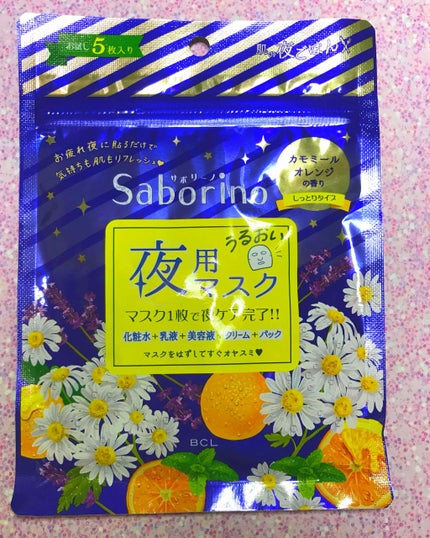 お試し5枚入り
肌の夜ごはん
お疲れ夜に貼るだけで
気持ちも肌もリフレッシュ♥
サボリーノ
Saborino
カモミール
オレンジ
の香り
しっとりタイプ
うるおい
夜用
マスク
マスク1枚で夜ケア完了!!
化粧水+乳液+美容液+クリーム+パック
マスクをはずしてすぐオヤスミ♥
BCL